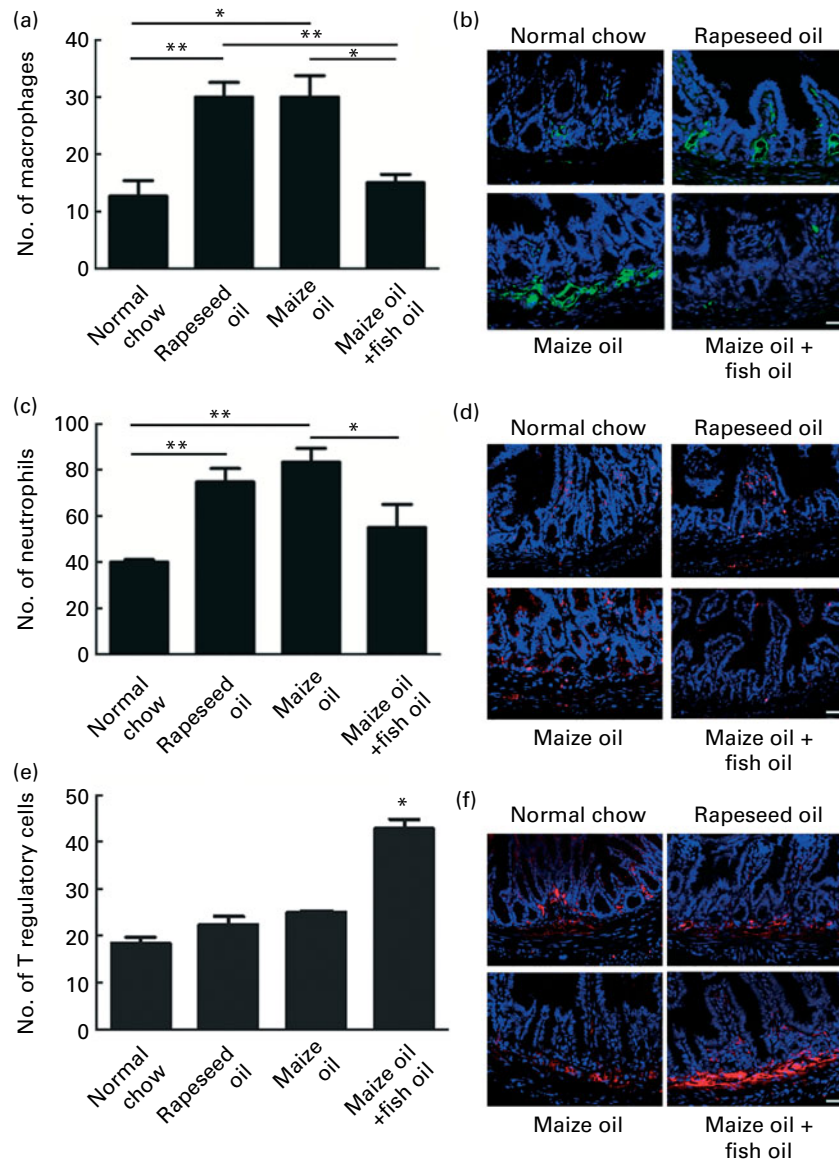 (a)
* 
** **
*
No. of macrophages
40
30
20
10
0
Normal
chow
Rapeseed
oil
Maize
oil
Maize oil
+fish oil
(b)
Normal chow
Rapeseed oil
Maize oil
Maize oil +
fish oil
(c)
**
** *
No. of neutrophils
100
80
60
40
20
0
Normal
chow
Rapeseed
oil
Maize
oil
Maize oil
+fish oil
(d)
Normal chow
Rapeseed oil
Maize oil
Maize oil +
fish oil
(e)
*
No. of T regulatory cells
50
40
30
20
10
0
Normal
chow
Rapeseed
oil
Maize
oil
Maize oil
+fish oil
(f)
Normal chow
Rapeseed oil
Maize oil
Maize oil +
fish oil